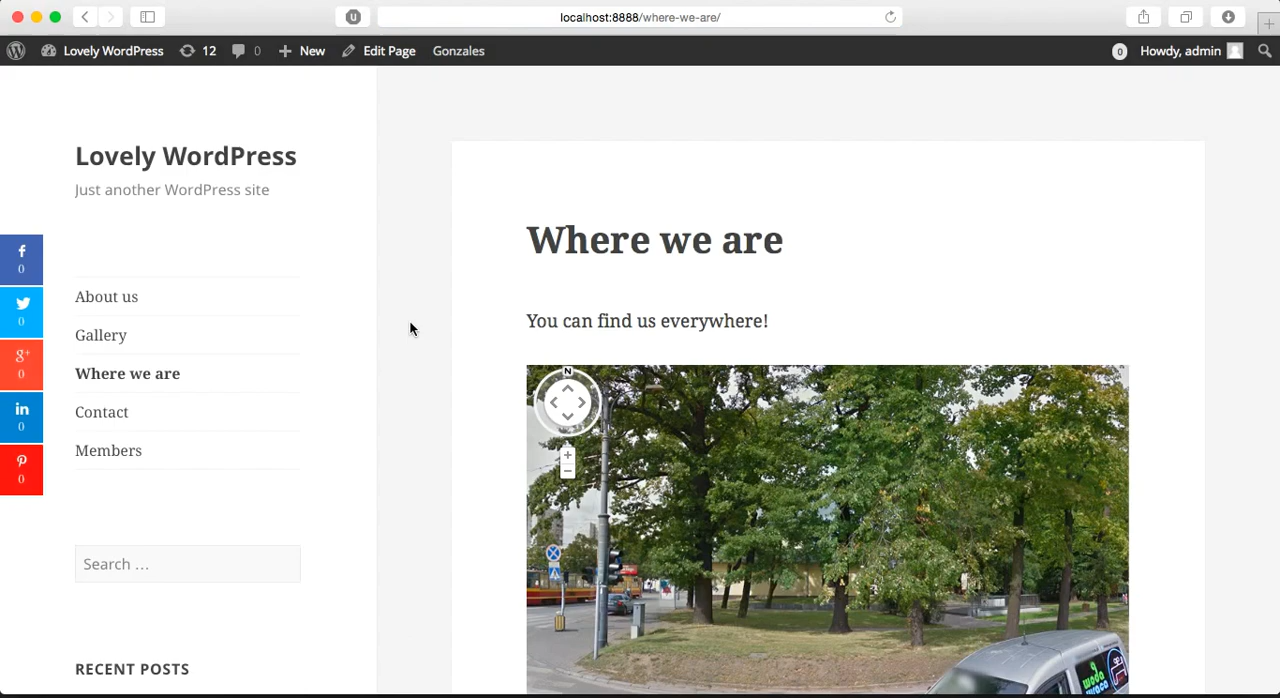 localhost:8888/where-we-are/
Lovely WordPress 12 0 + New Edit Page Gonzales 0 Howdy, admin
Lovely WordPress
Just another WordPress site
f
0
0
g+
0
in
0
0
About us
Gallery
Where we are
Contact
Members
Search …
RECENT POSTS
Where we are
You can find us everywhere!
N
+
−
woda